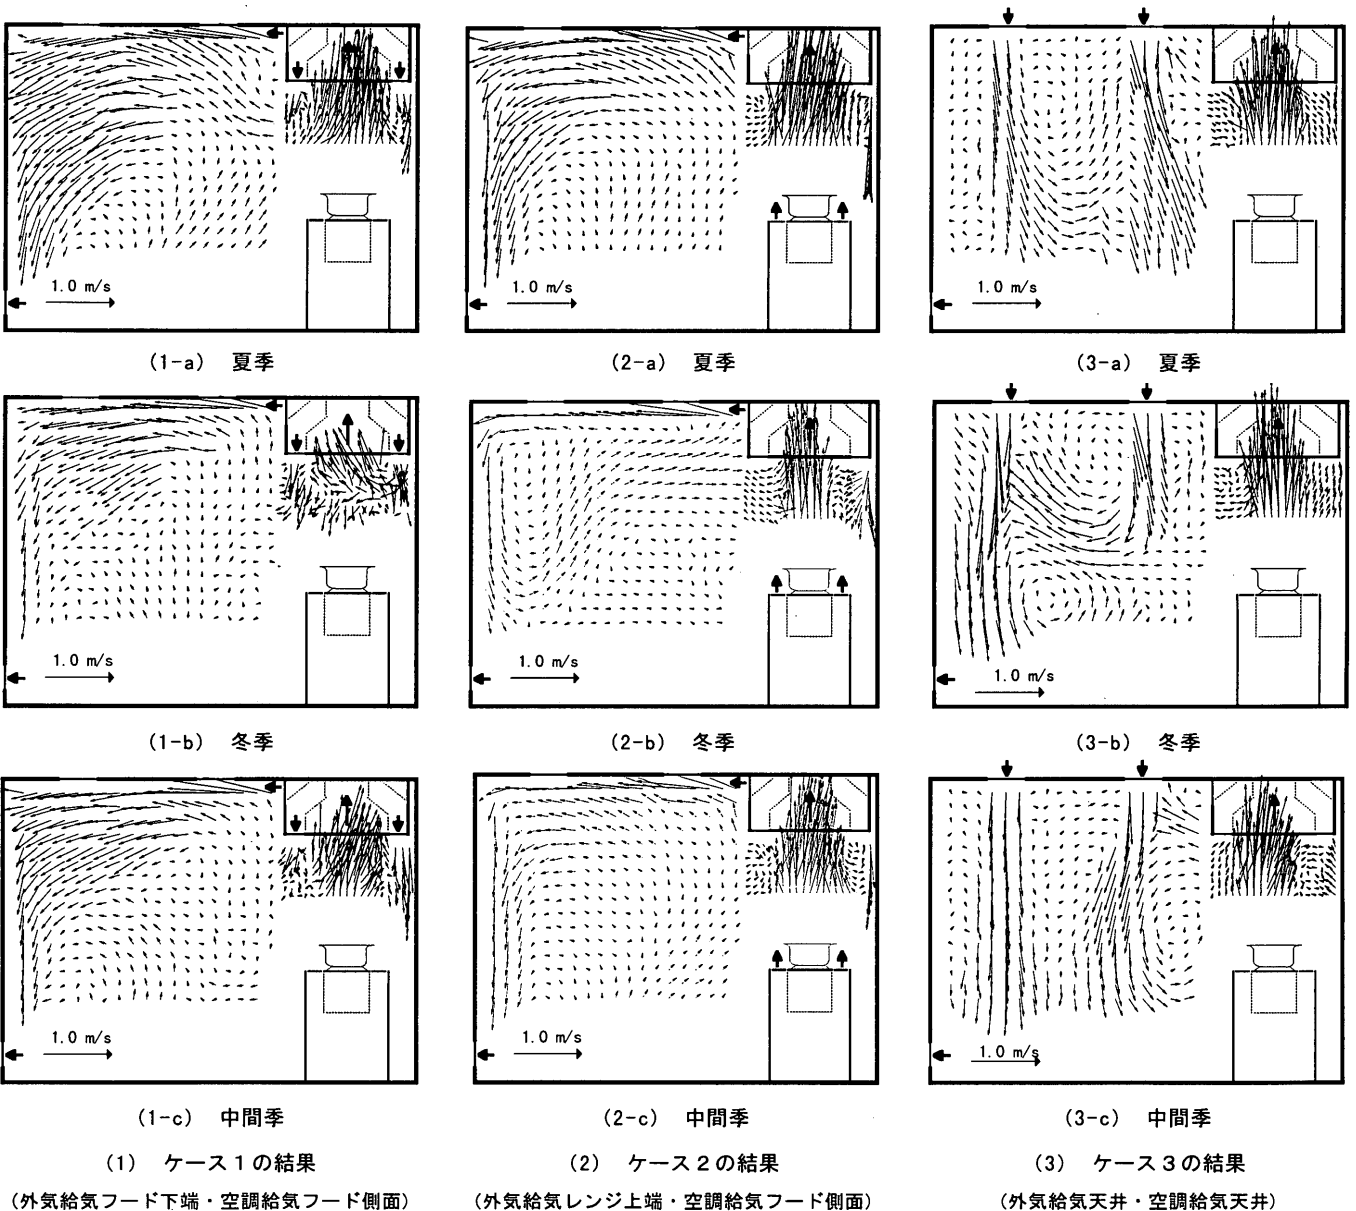 1.0 m/s
1.0 m/s
1.0 m/s
(1-a) 夏季
(2-a) 夏季
(3-a) 夏季
1.0 m/s
1.0 m/s
1.0 m/s
(1-b) 冬季
(2-b) 冬季
(3-b) 冬季
1.0 m/s
1.0 m/s
1.0 m/s
(1-c) 中間季
(2-c) 中間季
(3-c) 中間季
(1) ケース1の結果
(2) ケース2の結果
(3) ケース3の結果
(外気給気フード下端・空調給気フード側面)
(外気給気レンジ上端・空調給気フード側面)
(外気給気天井・空調給気天井)